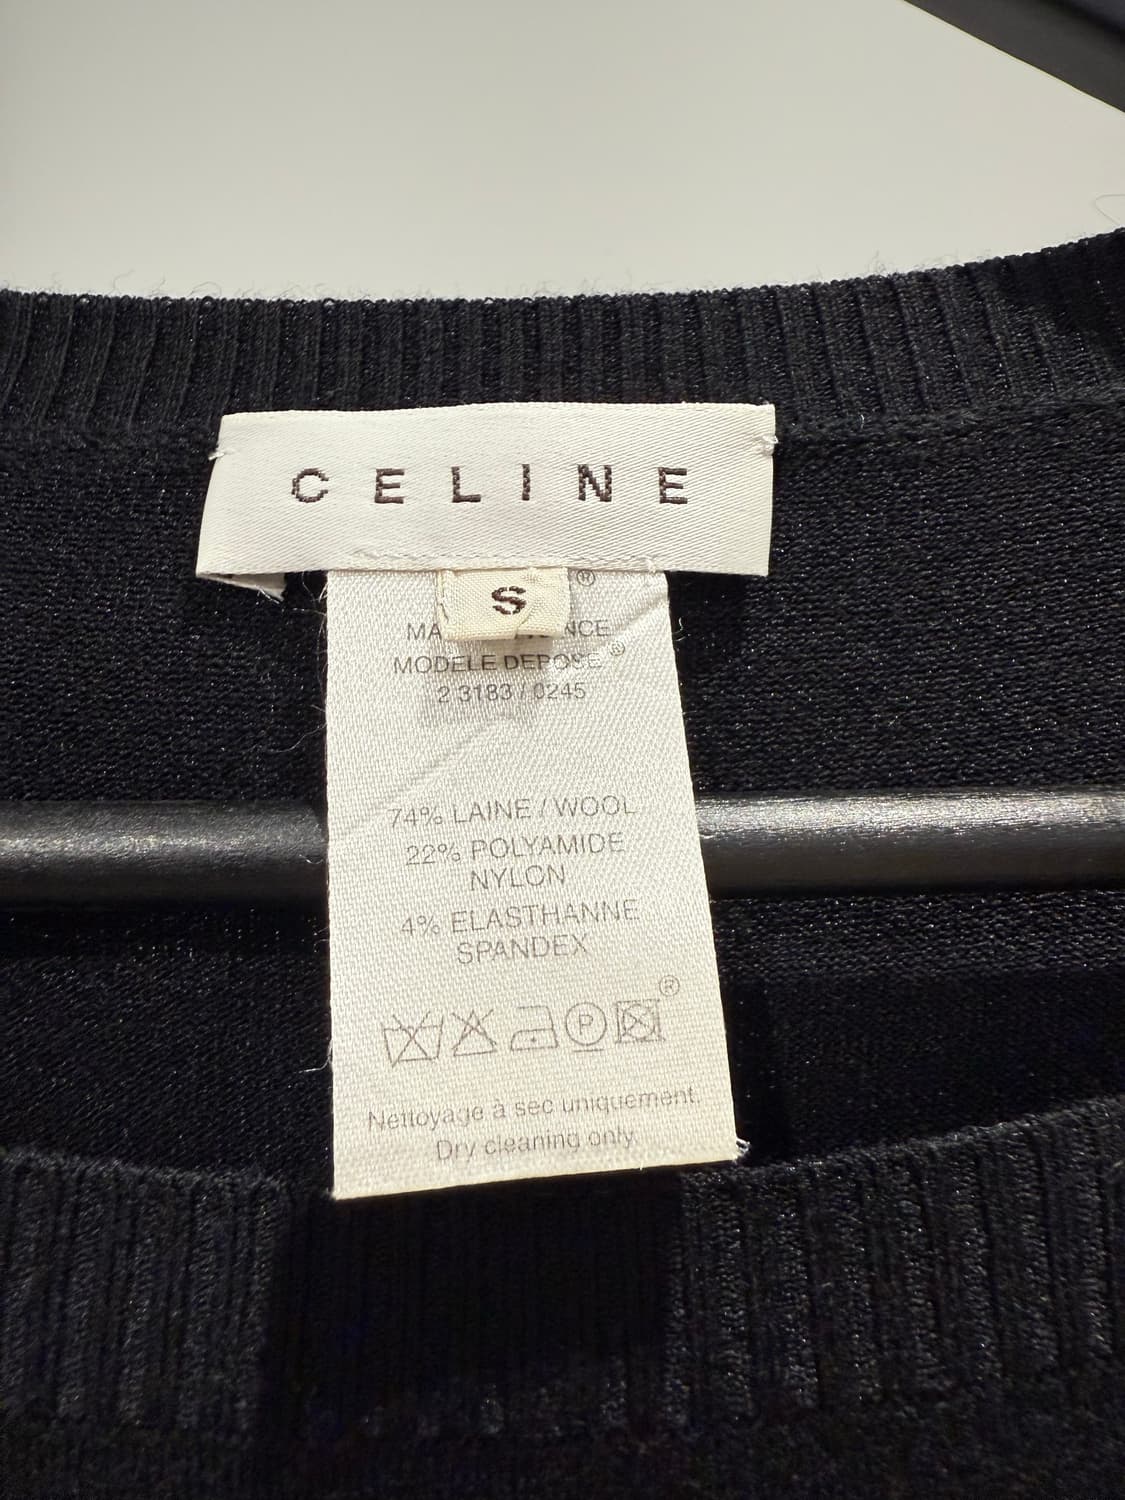 CELINE
S ®
MODELE DEPOSE ®
2 3183 / 0245
74% LAINE / WOOL
22% POLYAMIDE
NYLON
4% ELASTHANNE
SPANDEX
P ®
Nettoyage à sec uniquement.
Dry cleaning only.